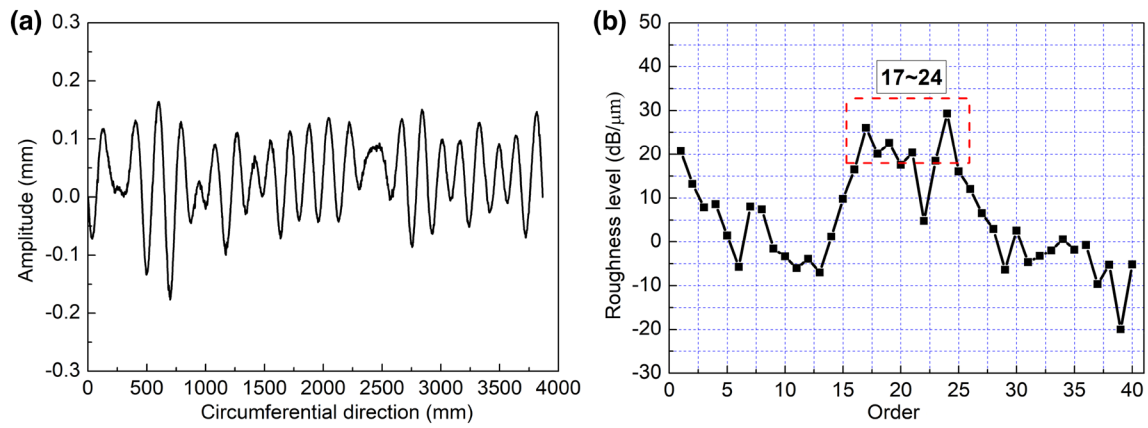 (a)
0.3
0.2
0.1
0.0
-0.1
-0.2
-0.3
Amplitude (mm)
0 500 1000 1500 2000 2500 3000 3500 4000
Circumferential direction (mm)
(b)
50
40
30
20
10
0
-10
-20
-30
Roughness level (dB/μm)
17~24
0 5 10 15 20 25 30 35 40
Order